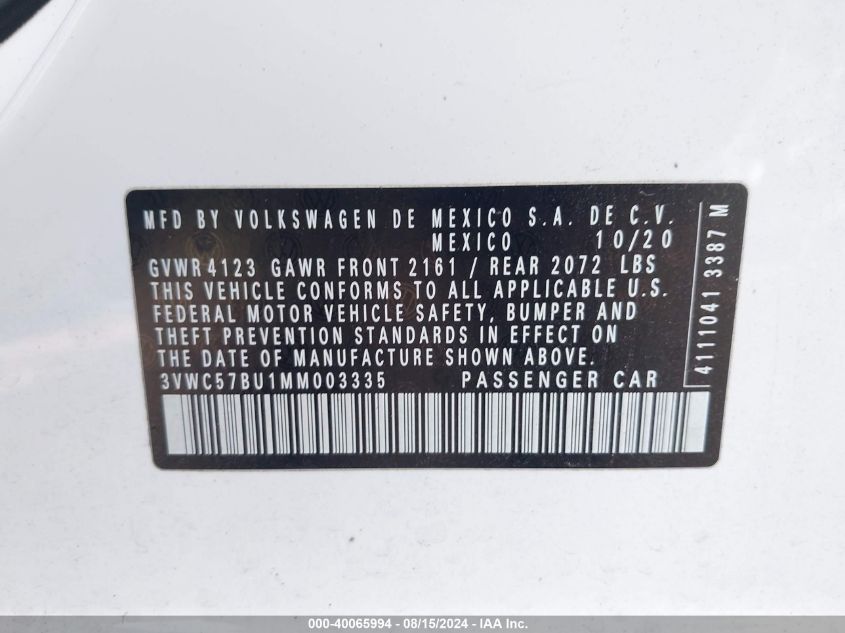 MFD BY VOLKSWAGEN DE MEXICO S.A. DE C.V.
MEXICO 10/20
GVWR 4123 GAWR FRONT 2161 / REAR 2072 LBS
THIS VEHICLE CONFORMS TO ALL APPLICABLE U.S.
FEDERAL MOTOR VEHICLE SAFETY, BUMPER AND
THEFT PREVENTION STANDARDS IN EFFECT ON
THE DATE OF MANUFACTURE SHOWN ABOVE.
3VWC57BU1MM003335 PASSENGER CAR
4111041 3387 M
000-40065994 - 08/15/2024 - IAA Inc.